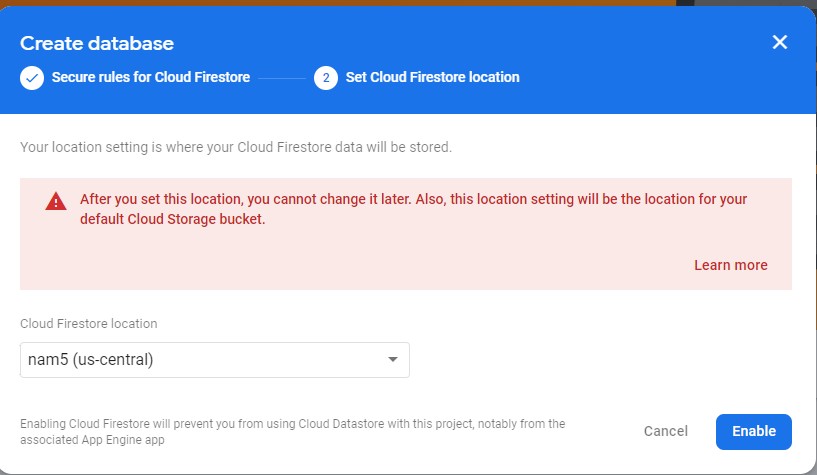 Create database
Secure rules for Cloud Firestore
2 Set Cloud Firestore location
Your location setting is where your Cloud Firestore data will be stored.
After you set this location, you cannot change it later. Also, this location setting will be the location for your
default Cloud Storage bucket.
Learn more
Cloud Firestore location
nam5 (us-central)
Enabling Cloud Firestore will prevent you from using Cloud Datastore with this project, notably from the
associated App Engine app
Cancel
Enable